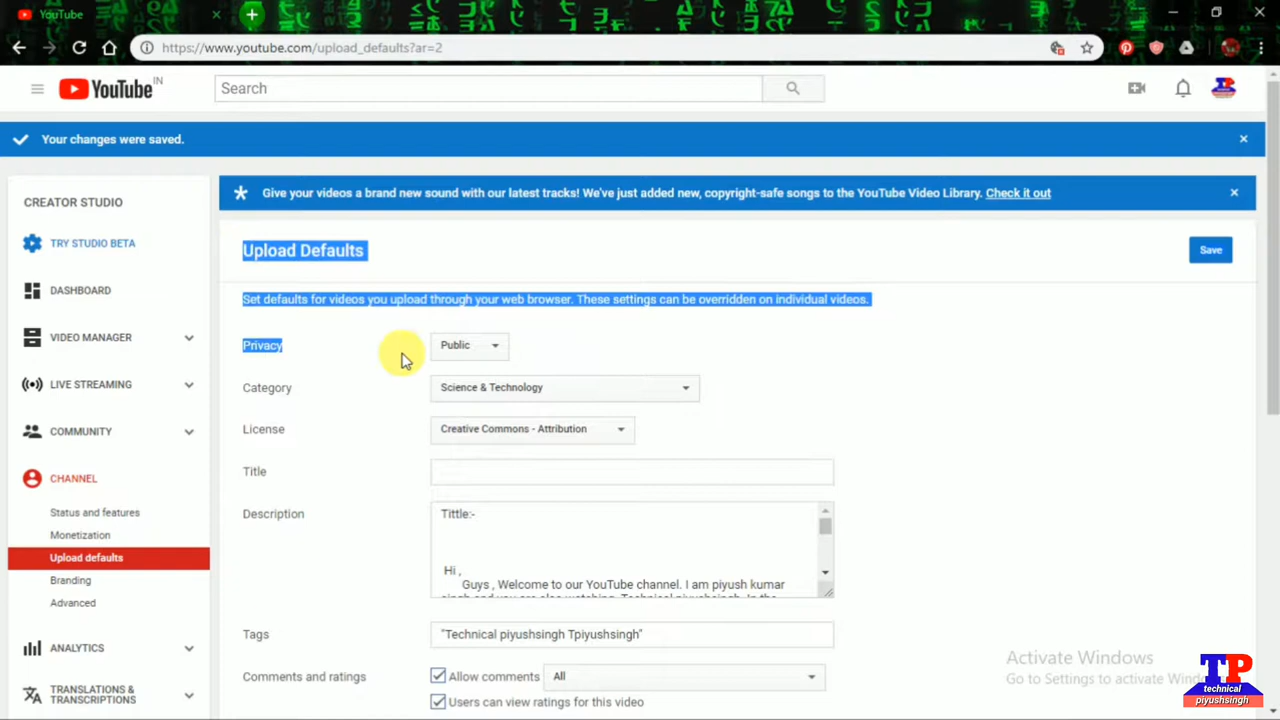 YouTube
https://www.youtube.com/upload_defaults?ar=2
YouTube IN
Search
Your changes were saved.
CREATOR STUDIO
Give your videos a brand new sound with our latest tracks! We've just added new, copyright-safe songs to the YouTube Video Library. Check it out
TRY STUDIO BETA
Upload Defaults
Save
DASHBOARD
Set defaults for videos you upload through your web browser. These settings can be overridden on individual videos.
VIDEO MANAGER
Privacy
Public
LIVE STREAMING
Category
Science & Technology
COMMUNITY
License
Creative Commons - Attribution
CHANNEL
Title
Status and features
Description
Tittle:-
Monetization
Upload defaults
Hi ,
Branding
Guys , Welcome to our YouTube channel. I am piyush kumar
Advanced
Tags
"Technical piyushsingh Tpiyushsingh"
ANALYTICS
Comments and ratings
Allow comments
All
TRANSLATIONS &
TRANSCRIPTIONS
Users can view ratings for this video
Activate Windows
Go to Settings to activate
TP
technical
piyushsingh